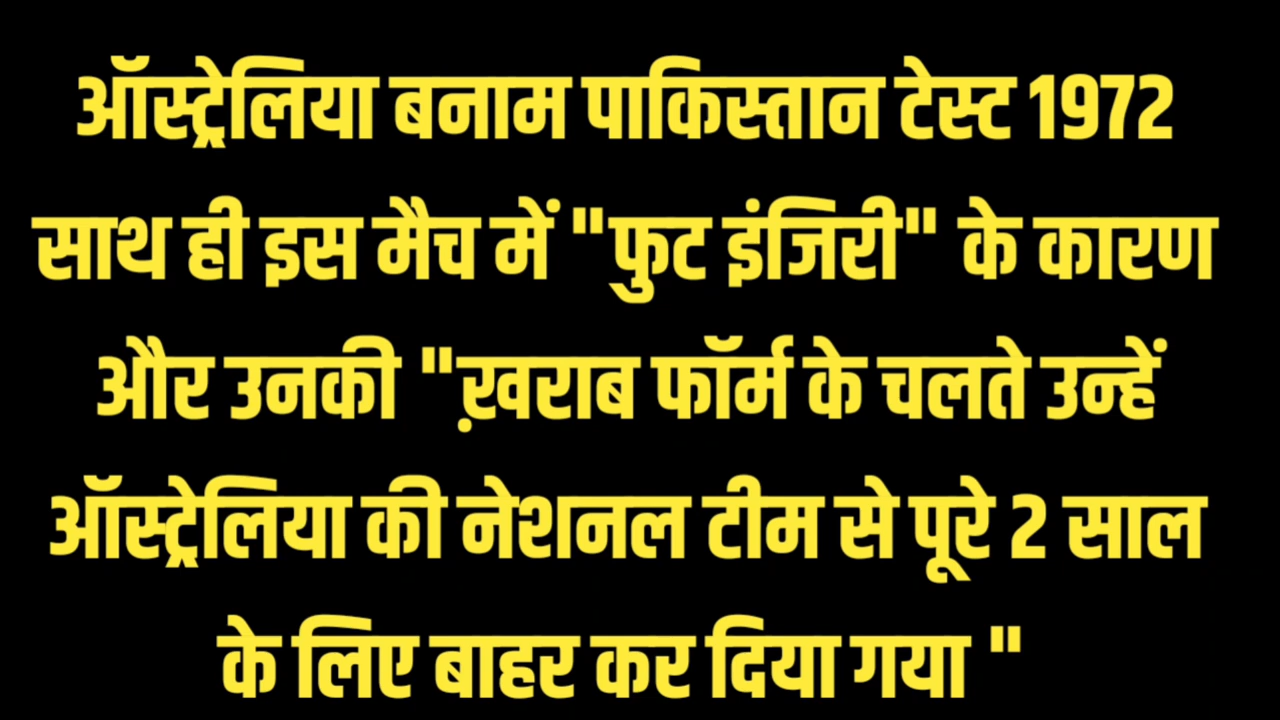 ऑस्ट्रेलिया बनाम पाकिस्तान टेस्ट 1972
साथ ही इस मैच में "फुट इंजिरी" के कारण
और उनकी "ख़राब फॉर्म के चलते उन्हें
ऑस्ट्रेलिया की नेशनल टीम से पूरे 2 साल
के लिए बाहर कर दिया गया "